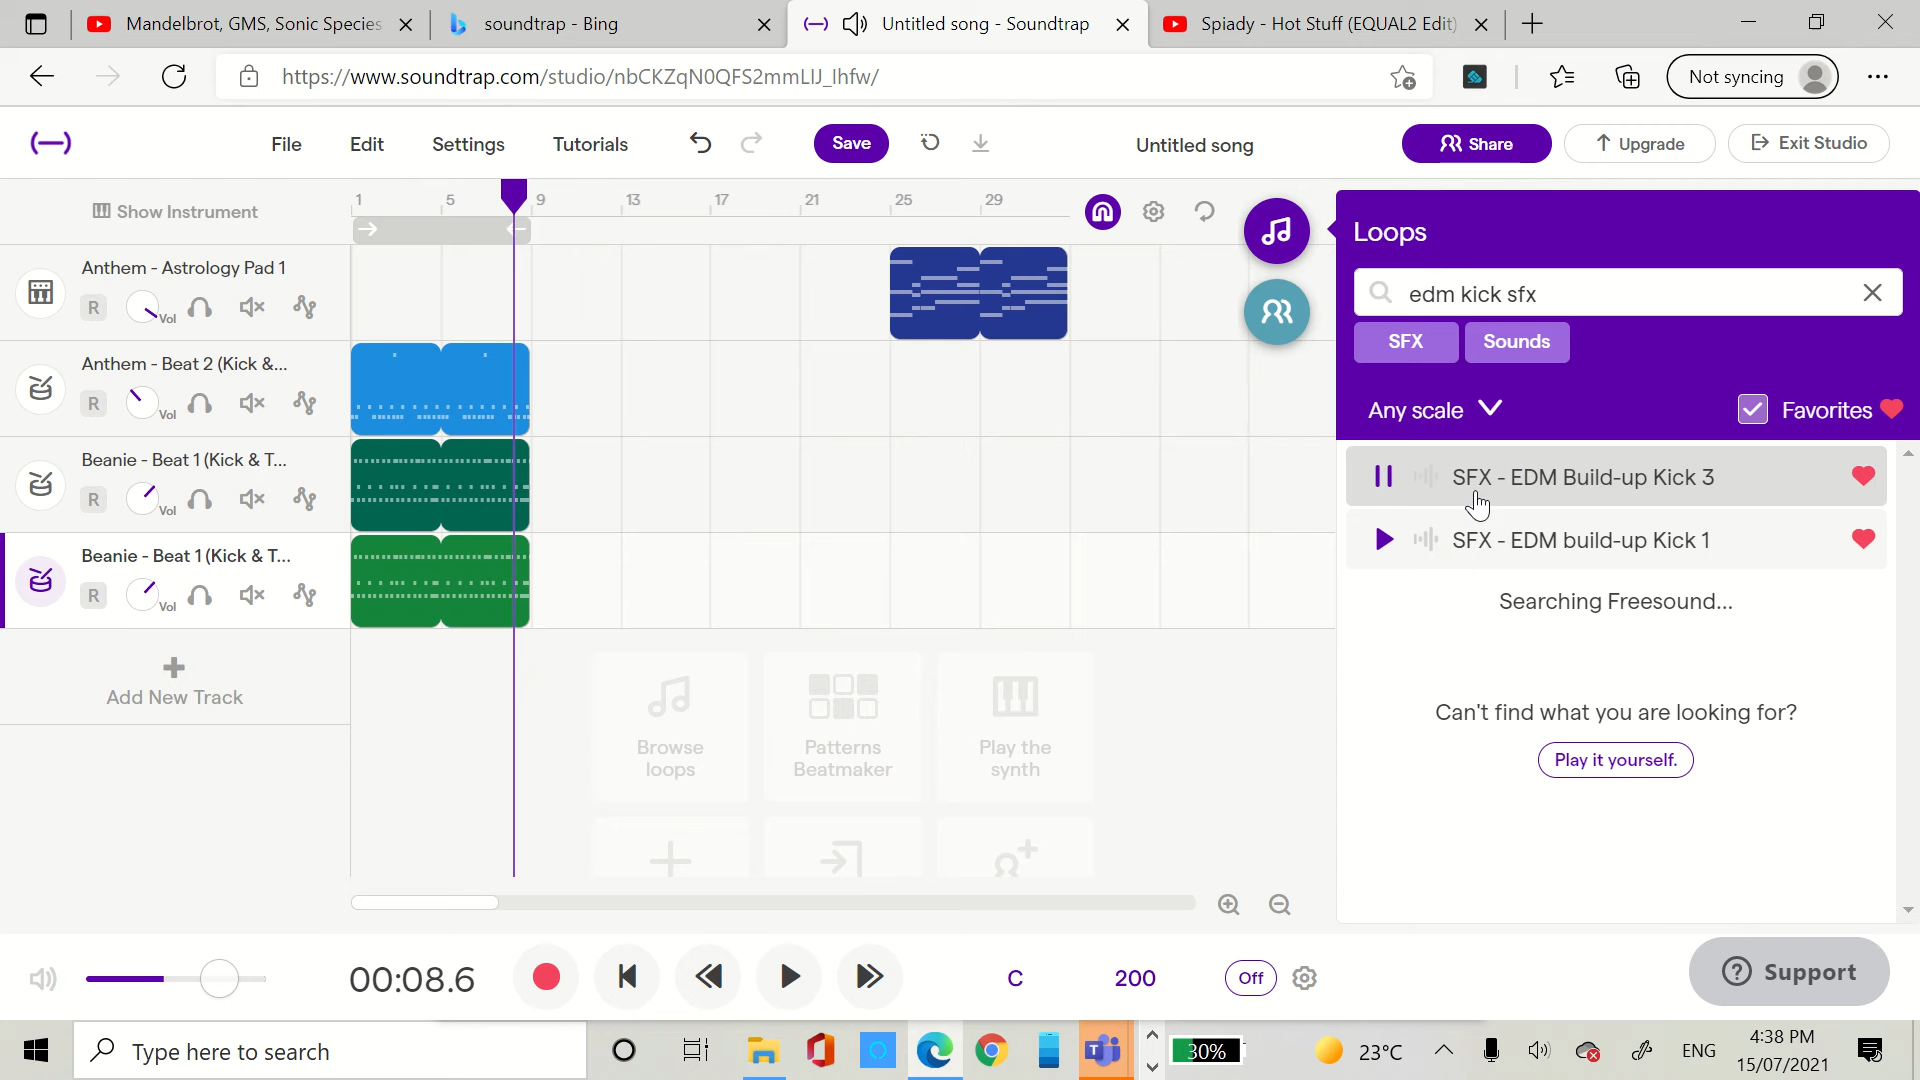 Mandelbrot, GMS, Sonic Species
soundtrap - Bing
Untitled song - Soundtrap
Spiady - Hot Stuff (EQUAL2 Edit)
https://www.soundtrap.com/studio/nbCKZqN0QFS2mmLIJ_Ihfw/
Not syncing
File
Edit
Settings
Tutorials
Save
Untitled song
Share
Upgrade
Exit Studio
Show Instrument
1
5
9
13
17
21
25
29
Anthem - Astrology Pad 1
R
Vol
Anthem - Beat 2 (Kick &...
R
Vol
Beanie - Beat 1 (Kick & T...
R
Vol
Beanie - Beat 1 (Kick & T...
R
Vol
Add New Track
Browse
loops
Patterns
Beatmaker
Play the
synth
Loops
edm kick sfx
SFX
Sounds
Any scale
Favorites
SFX - EDM Build-up Kick 3
SFX - EDM build-up Kick 1
Searching Freesound...
Can't find what you are looking for?
Play it yourself.
00:08.6
C
200
Off
Support
Type here to search
30%
23°C
ENG
4:38 PM
15/07/2021